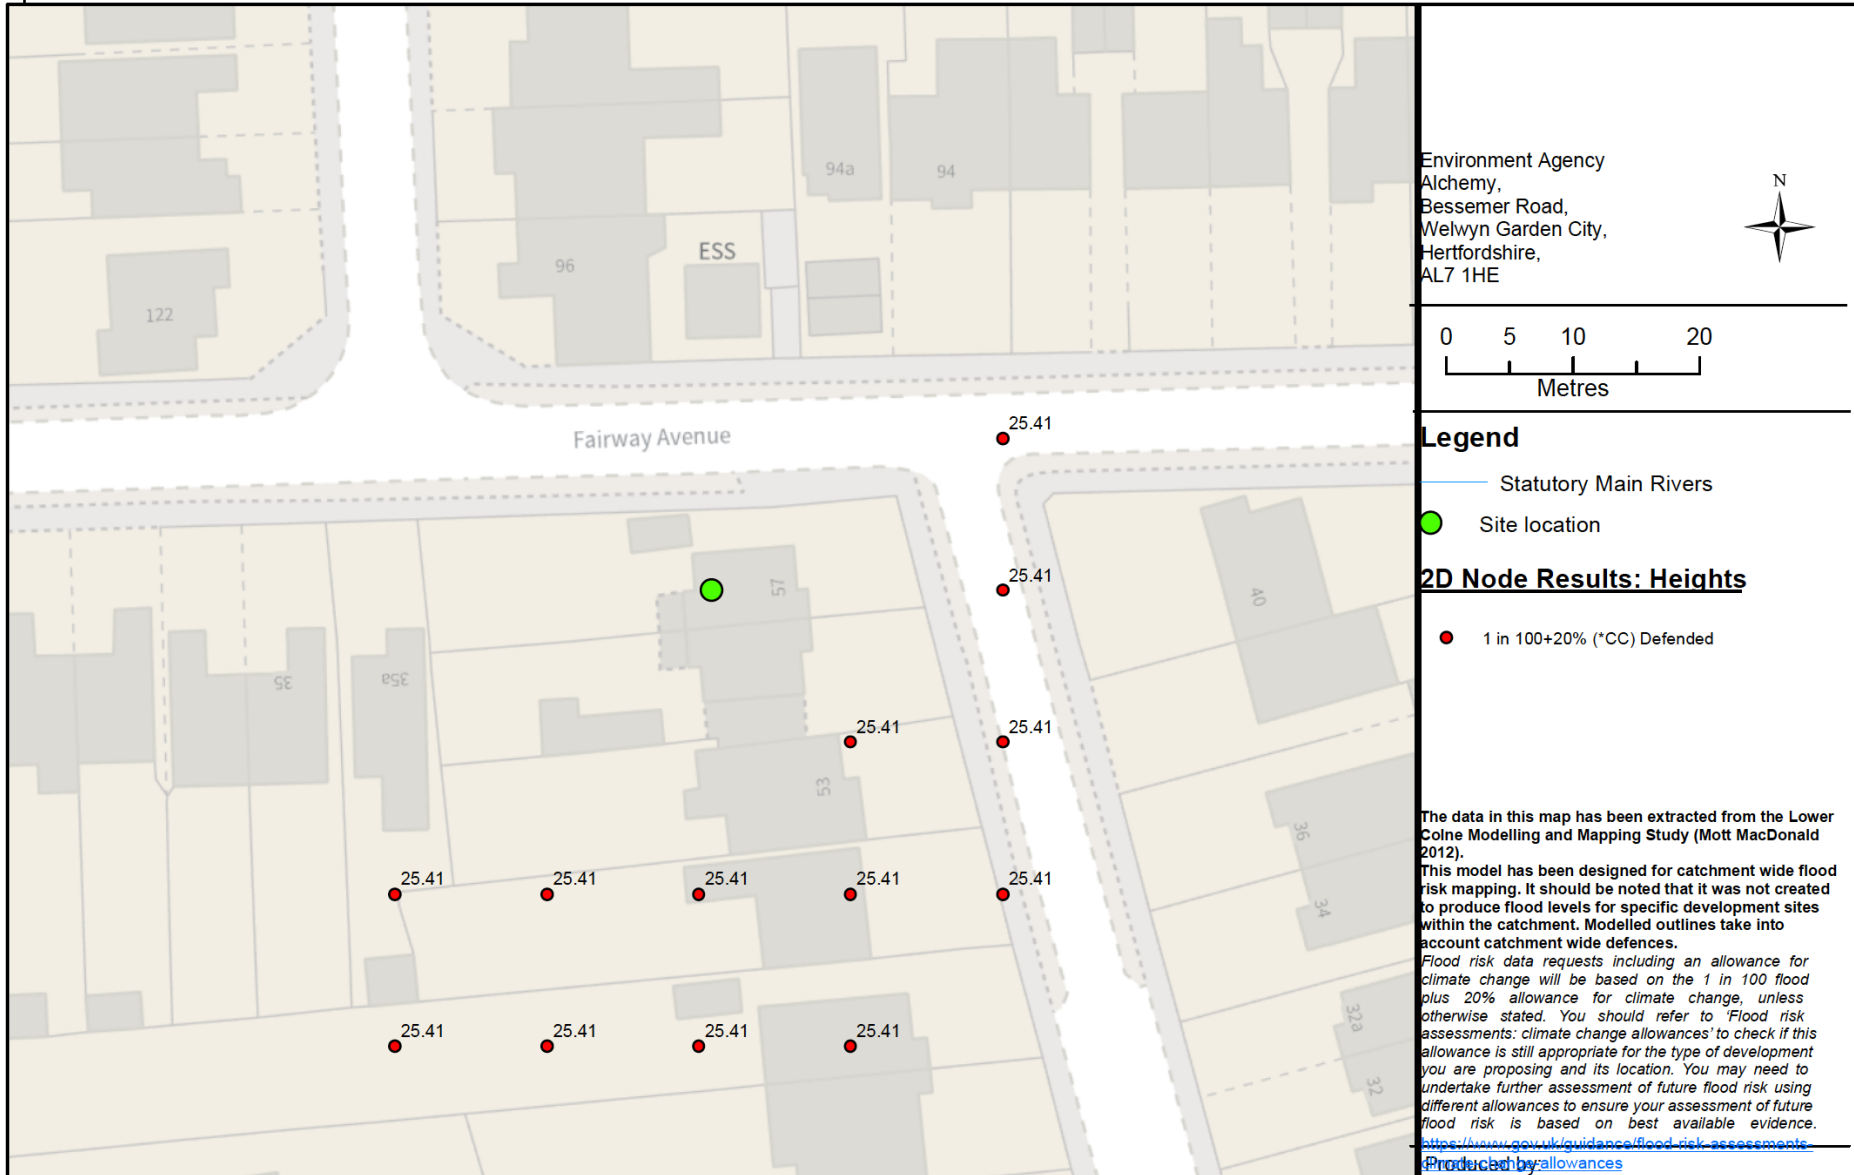 94a
94
ESS
96
122
Fairway Avenue
25.41
25.41
57
40
35
35a
25.41
25.41
53
36
25.41
25.41
25.41
25.41
25.41
34
32a
25.41
25.41
25.41
25.41
32
Environment Agency
Alchemy,
Bessemer Road,
Welwyn Garden City,
Hertfordshire,
AL7 1HE
N
0 5 10 20
Metres
Legend
Statutory Main Rivers
Site location
2D Node Results: Heights
1 in 100+20% (*CC) Defended
The data in this map has been extracted from the Lower
Colne Modelling and Mapping Study (Mott MacDonald
2012).
This model has been designed for catchment wide flood
risk mapping. It should be noted that it was not created
to produce flood levels for specific development sites
within the catchment. Modelled outlines take into
account catchment wide defences.
Flood risk data requests including an allowance for
climate change will be based on the 1 in 100 flood
plus 20% allowance for climate change, unless
otherwise stated. You should refer to 'Flood risk
assessments: climate change allowances' to check if this
allowance is still appropriate for the type of development
you are proposing and its location. You may need to
undertake further assessment of future flood risk using
different allowances to ensure your assessment of future
flood risk is based on best available evidence.
https://www.gov.uk/guidance/flood-risk-assessments-
climate-change-allowances
Produced by: